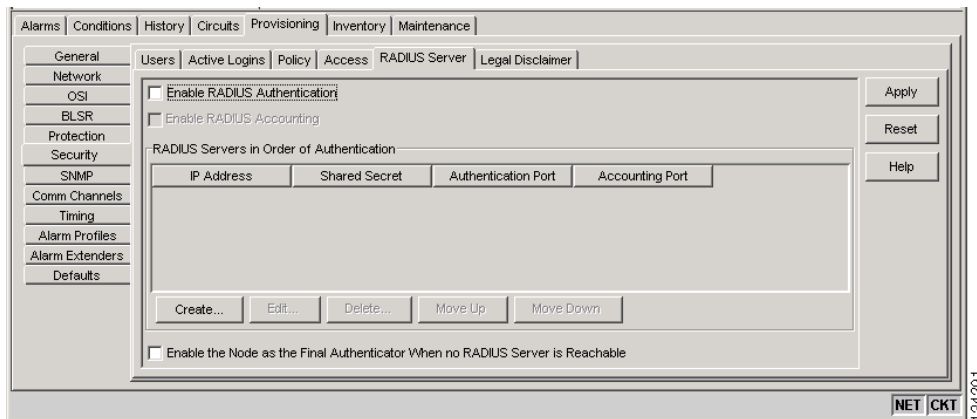 Alarms Conditions History Circuits Provisioning Inventory Maintenance
General
Network
OSI
BLSR
Protection
Security
SNMP
Comm Channels
Timing
Alarm Profiles
Alarm Extenders
Defaults
Users Active Logins Policy Access RADIUS Server Legal Disclaimer
Enable RADIUS Authentication
Enable RADIUS Accounting
RADIUS Servers in Order of Authentication
IP Address Shared Secret Authentication Port Accounting Port
Create... Edit... Delete... Move Up Move Down
Enable the Node as the Final Authenticator When no RADIUS Server is Reachable
Apply
Reset
Help
NET CKT